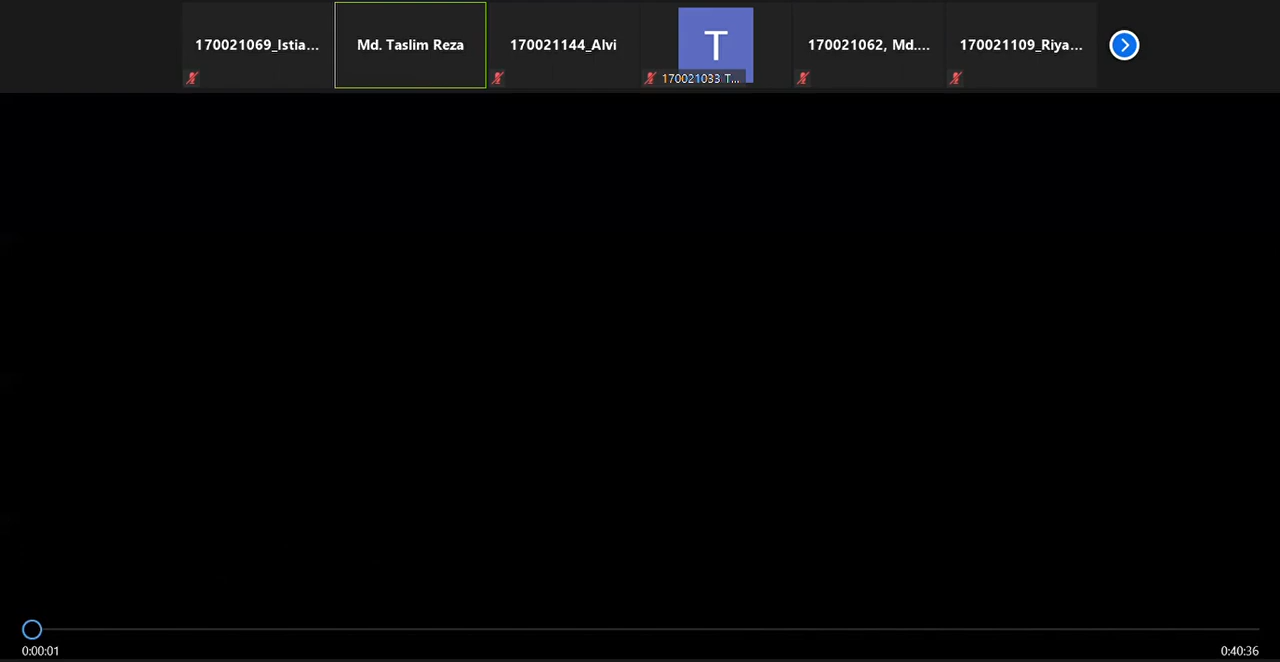 170021069_Istia...
Md. Taslim Reza
170021144_Alvi
T
170021033 T...
170021062, Md....
170021109_Riya...
0:00:01
0:40:36